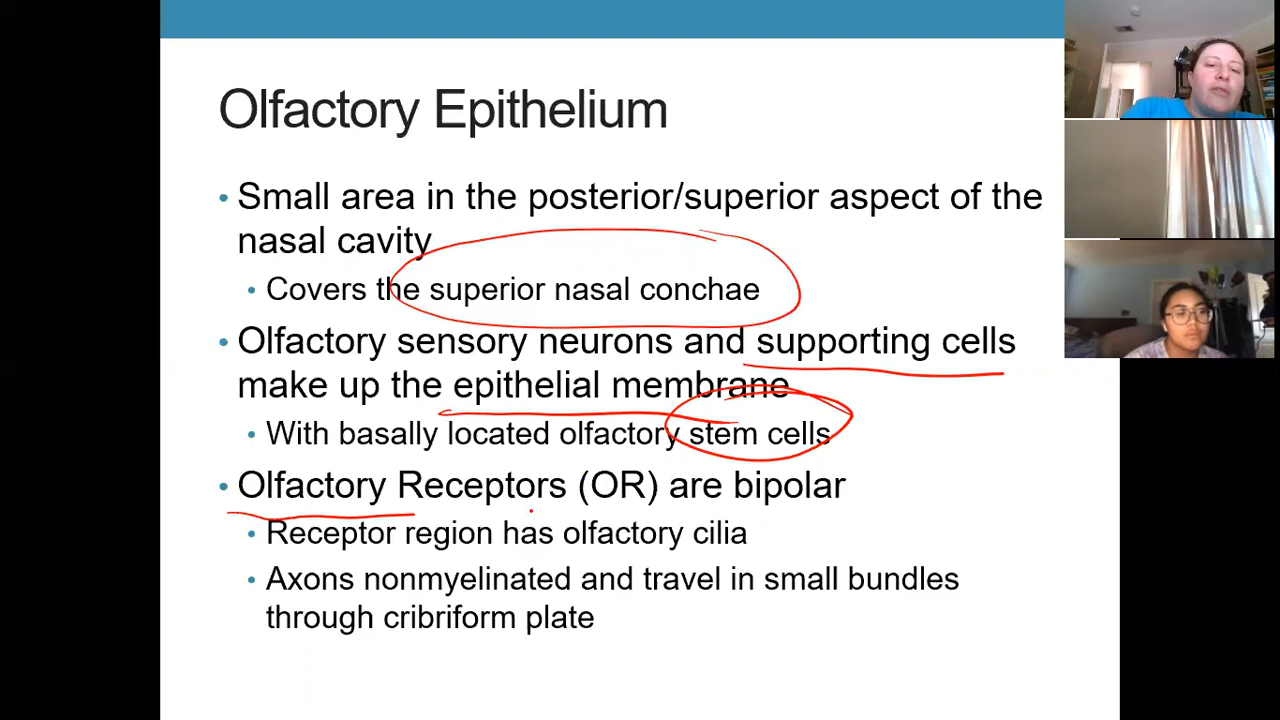 Olfactory Epithelium
• Small area in the posterior/superior aspect of the
nasal cavity
• Covers the superior nasal conchae
• Olfactory sensory neurons and supporting cells
make up the epithelial membrane
• With basally located olfactory stem cells
• Olfactory Receptors (OR) are bipolar
• Receptor region has olfactory cilia
• Axons nonmyelinated and travel in small bundles
through cribriform plate